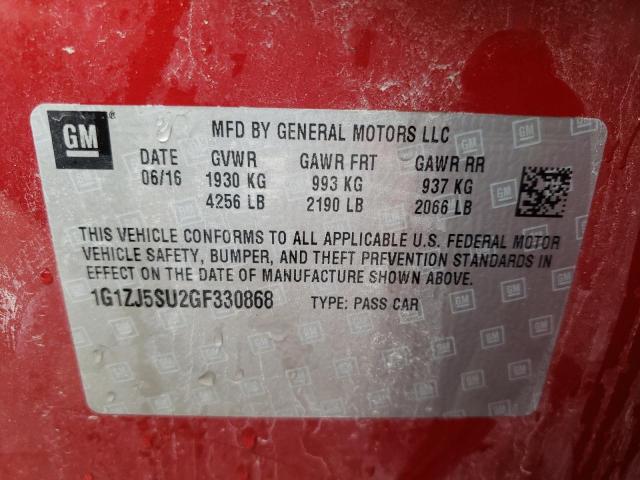 GM ® MFD BY GENERAL MOTORS LLC
DATE GVWR GAWR FRT GAWR RR
06/16 1930 KG 993 KG 937 KG
4256 LB 2190 LB 2066 LB
THIS VEHICLE CONFORMS TO ALL APPLICABLE U.S. FEDERAL MOTOR
VEHICLE SAFETY, BUMPER, AND THEFT PREVENTION STANDARDS
IN EFFECT ON THE DATE OF MANUFACTURE SHOWN ABOVE.
1G1ZJ5SU2GF330868 TYPE: PASS CAR